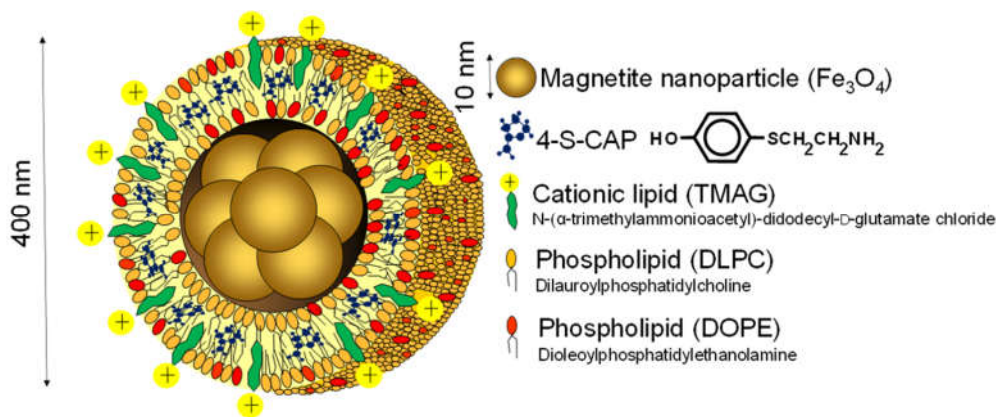 400 nm
10 nm
Magnetite nanoparticle (Fe₃O₄)
4-S-CAP HO SCH₂CH₂NH₂
Cationic lipid (TMAG)
N-(α-trimethylammonioacetyl)-didodecyl-D-glutamate chloride
Phospholipid (DLPC)
Dilauroylphosphatidylcholine
Phospholipid (DOPE)
Dioleoylphosphatidylethanolamine
+
+
+
+
+
+
+
+
+
+
+
+
+